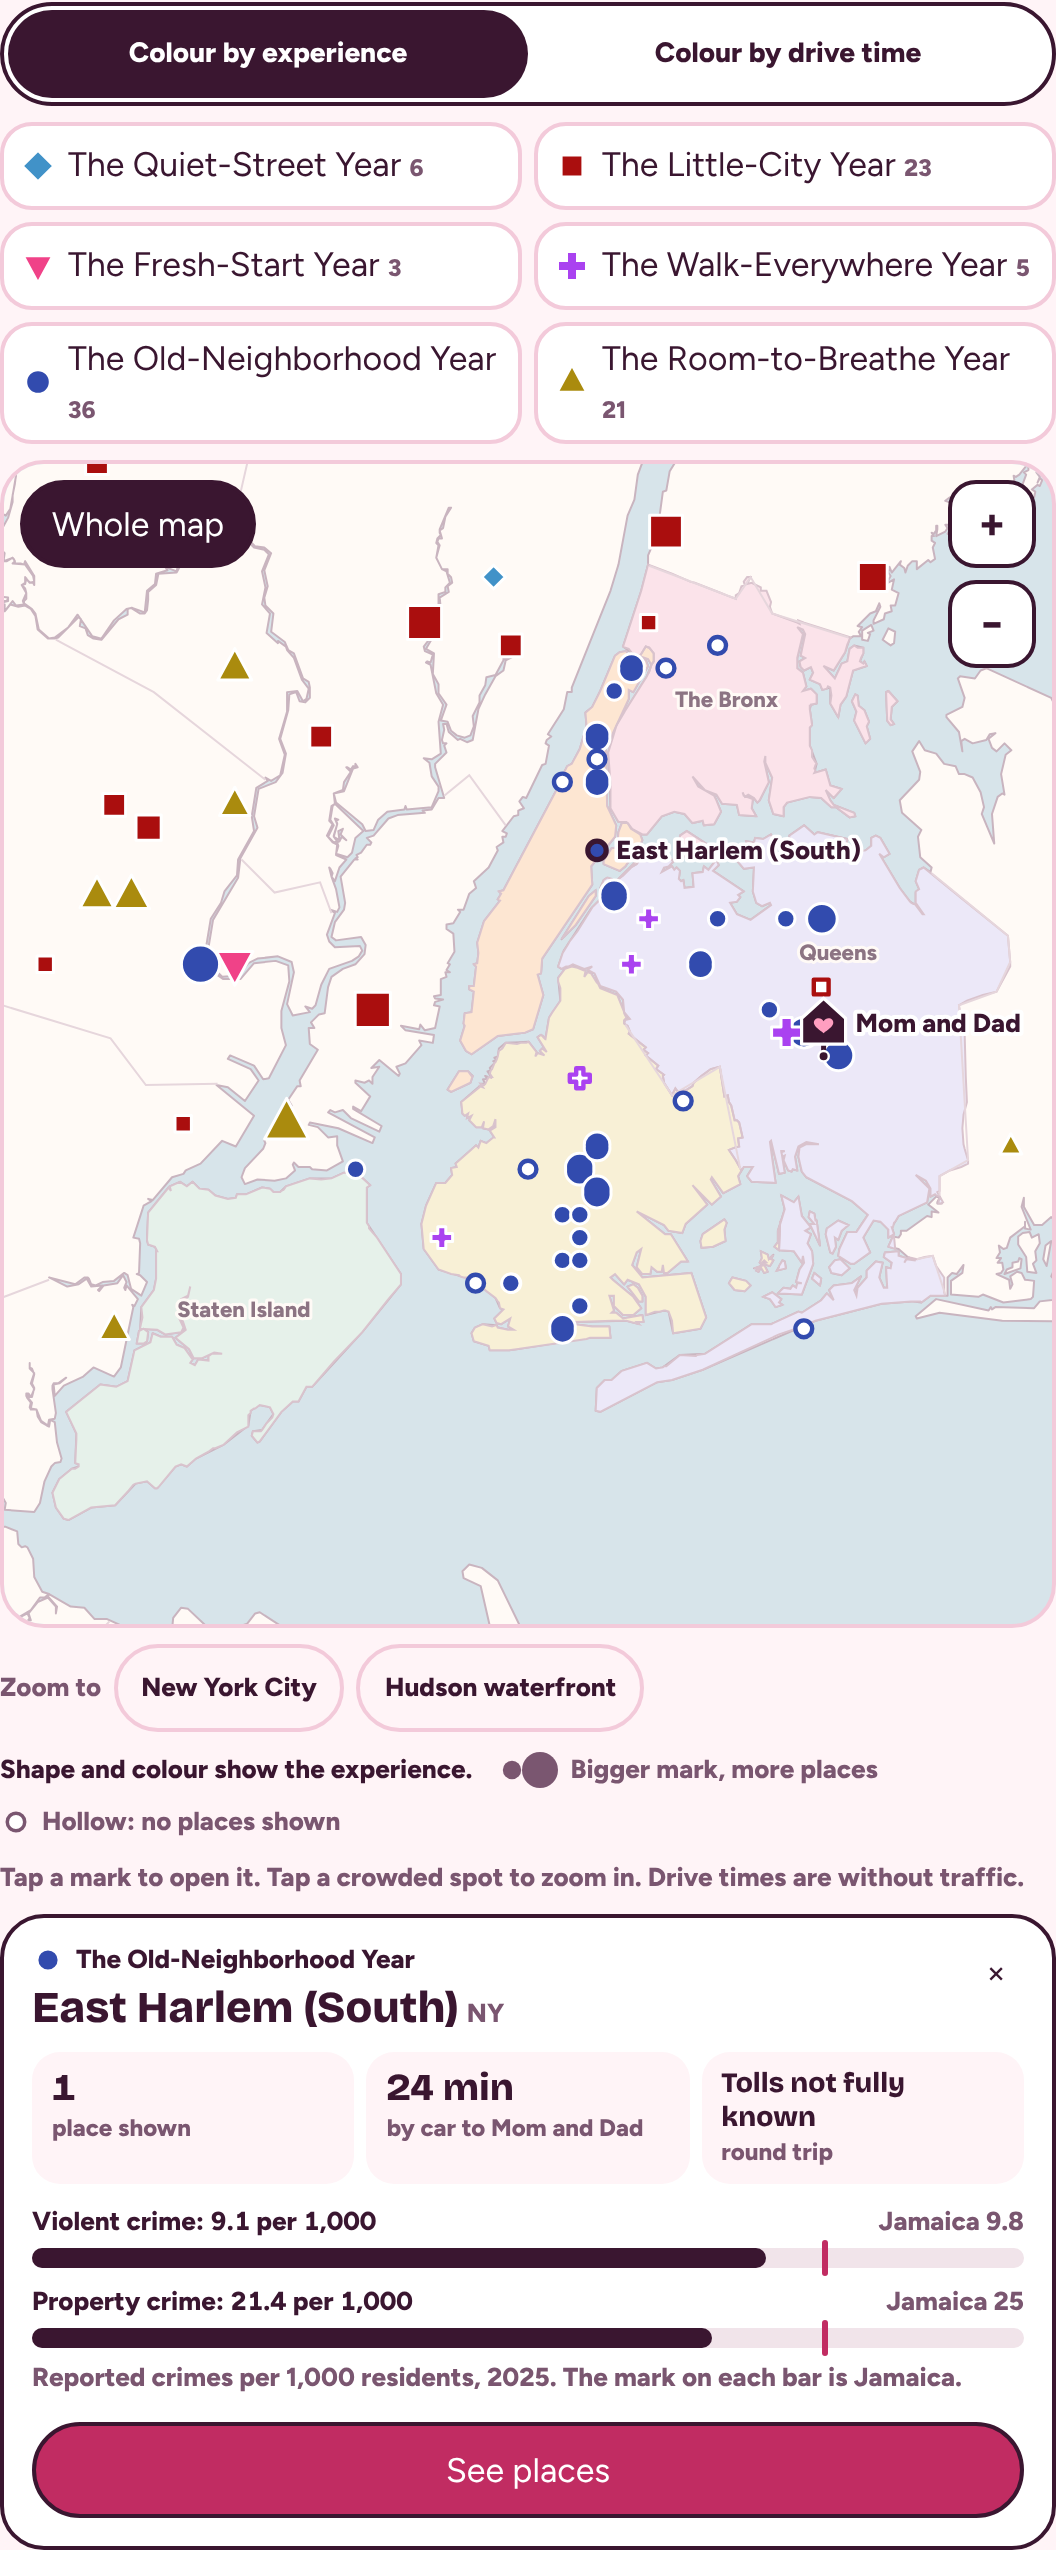 Colour by experience
Colour by drive time
The Quiet-Street Year 6
The Little-City Year 23
The Fresh-Start Year 3
The Walk-Everywhere Year 5
The Old-Neighborhood Year
36
The Room-to-Breathe Year
21
Whole map
+
-
The Bronx
East Harlem (South)
Queens
Mom and Dad
Staten Island
Zoom to
New York City
Hudson waterfront
Shape and colour show the experience.
Bigger mark, more places
Hollow: no places shown
Tap a mark to open it. Tap a crowded spot to zoom in. Drive times are without traffic.
The Old-Neighborhood Year
×
East Harlem (South) NY
1
place shown
24 min
by car to Mom and Dad
Tolls not fully
known
round trip
Violent crime: 9.1 per 1,000
Jamaica 9.8
Property crime: 21.4 per 1,000
Jamaica 25
Reported crimes per 1,000 residents, 2025. The mark on each bar is Jamaica.
See places